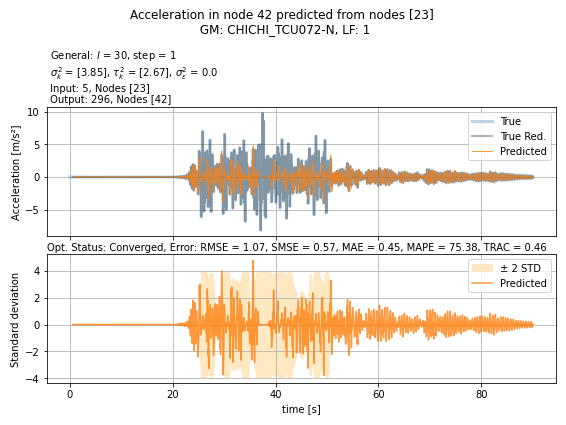 Acceleration in node 42 predicted from nodes [23]
GM: CHICHI_TCU072-N, LF: 1
General: l = 30, step = 1
σ²ₖ = [3.85], τ²ₖ = [2.67], σ²ε = 0.0
Input: 5, Nodes [23]
Output: 296, Nodes [42]
Acceleration [m/s²]
10
5
0
−5
True
True Red.
Predicted
Opt. Status: Converged, Error: RMSE = 1.07, SMSE = 0.57, MAE = 0.45, MAPE = 75.38, TRAC = 0.46
Standard deviation
4
2
0
−2
−4
± 2 STD
Predicted
0 20 40 60 80
time [s]